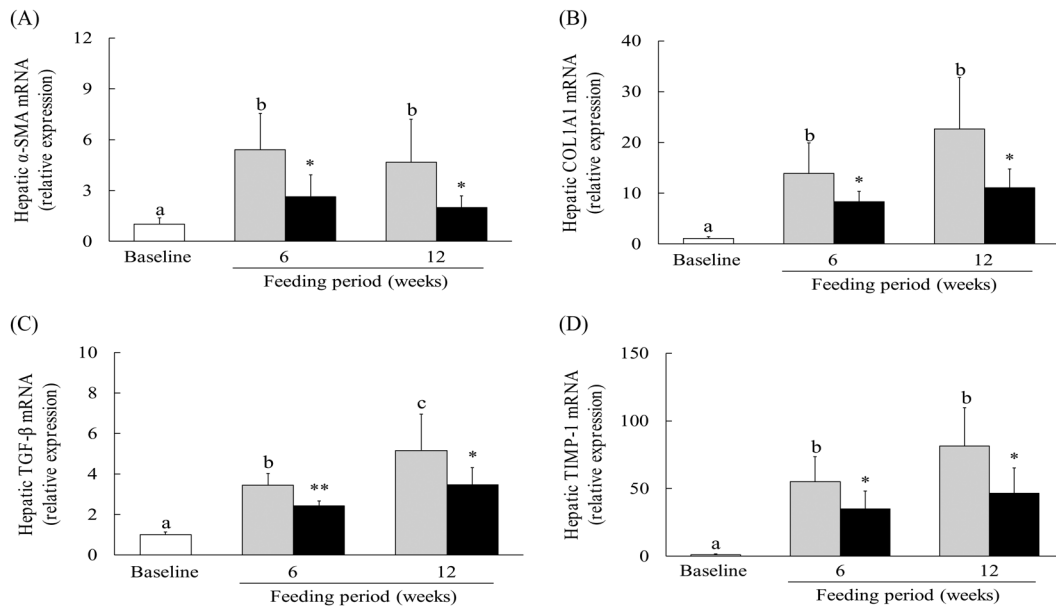 (A)
Hepatic α-SMA mRNA
(relative expression)
12
9
6
3
0
a
b
*
b
*
Baseline
6
12
Feeding period (weeks)
(B)
Hepatic COL1A1 mRNA
(relative expression)
40
30
20
10
0
a
b
*
b
*
Baseline
6
12
Feeding period (weeks)
(C)
Hepatic TGF-β mRNA
(relative expression)
10
8
6
4
2
0
a
b
**
c
*
Baseline
6
12
Feeding period (weeks)
(D)
Hepatic TIMP-1 mRNA
(relative expression)
150
100
50
0
a
b
*
b
*
Baseline
6
12
Feeding period (weeks)